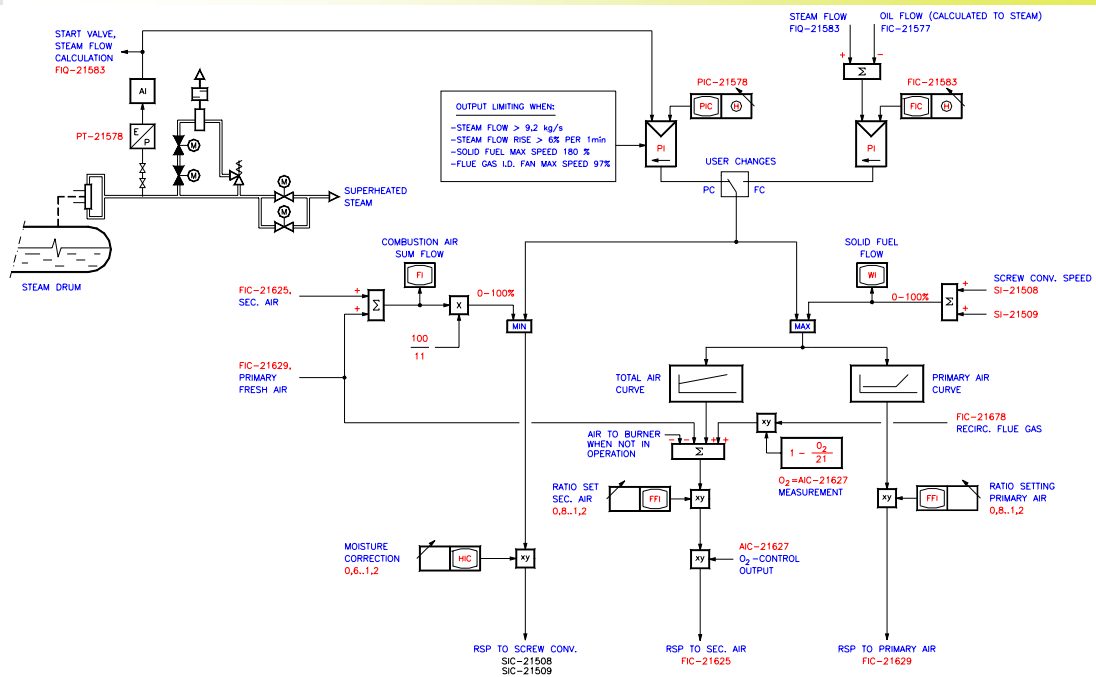 START VALVE,
STEAM FLOW
CALCULATION
FIQ-21583
AI
PT-21578
E
P
M
M
M
M
SUPERHEATED
STEAM
STEAM DRUM
OUTPUT LIMITING WHEN:
-STEAM FLOW > 9,2 kg/s
-STEAM FLOW RISE > 6% PER 1min
-SOLID FUEL MAX SPEED 180 %
-FLUE GAS I.D. FAN MAX SPEED 97%
PIC-21578
PIC
H
PI
STEAM FLOW
FIQ-21583
OIL FLOW (CALCULATED TO STEAM)
FIC-21577
+
-
Σ
FIC-21583
FIC
H
PI
USER CHANGES
PC
FC
COMBUSTION AIR
SUM FLOW
FI
SOLID FUEL
FLOW
WI
FIC-21625,
SEC. AIR
+
+
Σ
X
0-100%
100
11
MIN
FIC-21629,
PRIMARY
FRESH AIR
0-100%
MAX
Σ
+
+
SCREW CONV. SPEED
SI-21508
SI-21509
TOTAL AIR
CURVE
PRIMARY AIR
CURVE
AIR TO BURNER
WHEN NOT IN
OPERATION
- - + +
Σ
xy
FIC-21678
RECIRC. FLUE GAS
1 - O2
21
O2=AIC-21627
MEASUREMENT
RATIO SET
SEC. AIR
0,8..1,2
FFI
xy
xy
FFI
RATIO SETTING
PRIMARY AIR
0,8..1,2
MOISTURE
CORRECTION
0,6..1,2
HIC
xy
xy
AIC-21627
O2-CONTROL
OUTPUT
RSP TO SCREW CONV.
SIC-21508
SIC-21509
RSP TO SEC. AIR
FIC-21625
RSP TO PRIMARY AIR
FIC-21629